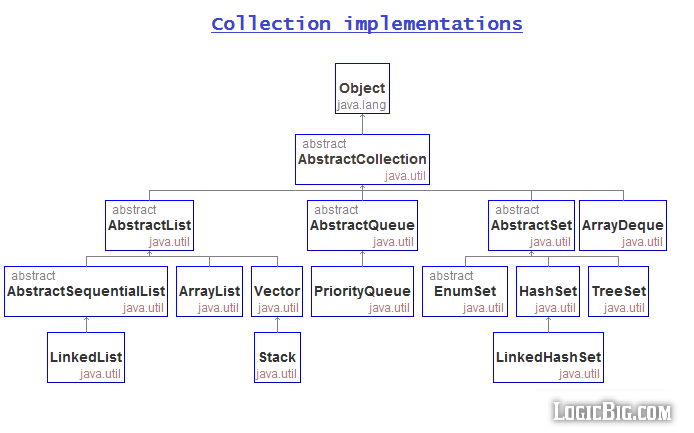 Collection implementations
Object
java.lang
abstract
AbstractCollection
java.util
abstract
AbstractList
java.util
abstract
AbstractQueue
java.util
abstract
AbstractSet
java.util
ArrayDeque
java.util
abstract
AbstractSequentialList
java.util
ArrayList
java.util
Vector
java.util
PriorityQueue
java.util
abstract
EnumSet
java.util
HashSet
java.util
TreeSet
java.util
LinkedList
java.util
Stack
java.util
LinkedHashSet
java.util
LogicBig.com